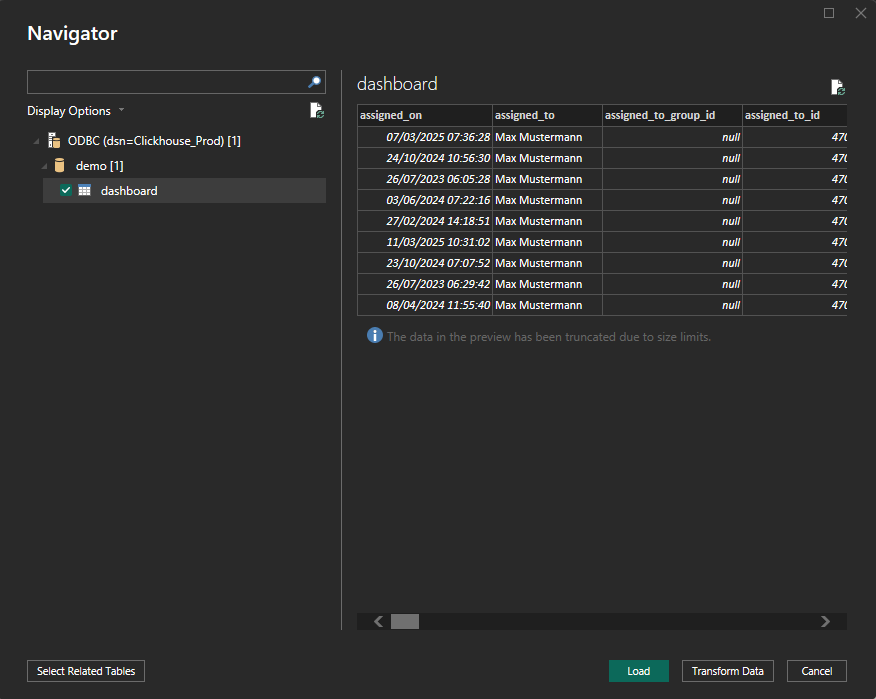 Navigator
Display Options
ODBC (dsn=Clickhouse_Prod) [1]
demo [1]
dashboard
dashboard
assigned_on assigned_to assigned_to_group_id assigned_to_id
07/03/2025 07:36:28 Max Mustermann null 470
24/10/2024 10:56:30 Max Mustermann null 470
26/07/2023 06:05:28 Max Mustermann null 470
03/06/2024 07:22:16 Max Mustermann null 470
27/02/2024 14:18:51 Max Mustermann null 470
11/03/2025 10:31:02 Max Mustermann null 470
23/10/2024 07:07:52 Max Mustermann null 470
26/07/2023 06:29:42 Max Mustermann null 470
08/04/2024 11:55:40 Max Mustermann null 470
The data in the preview has been truncated due to size limits.
Select Related Tables
Load
Transform Data
Cancel